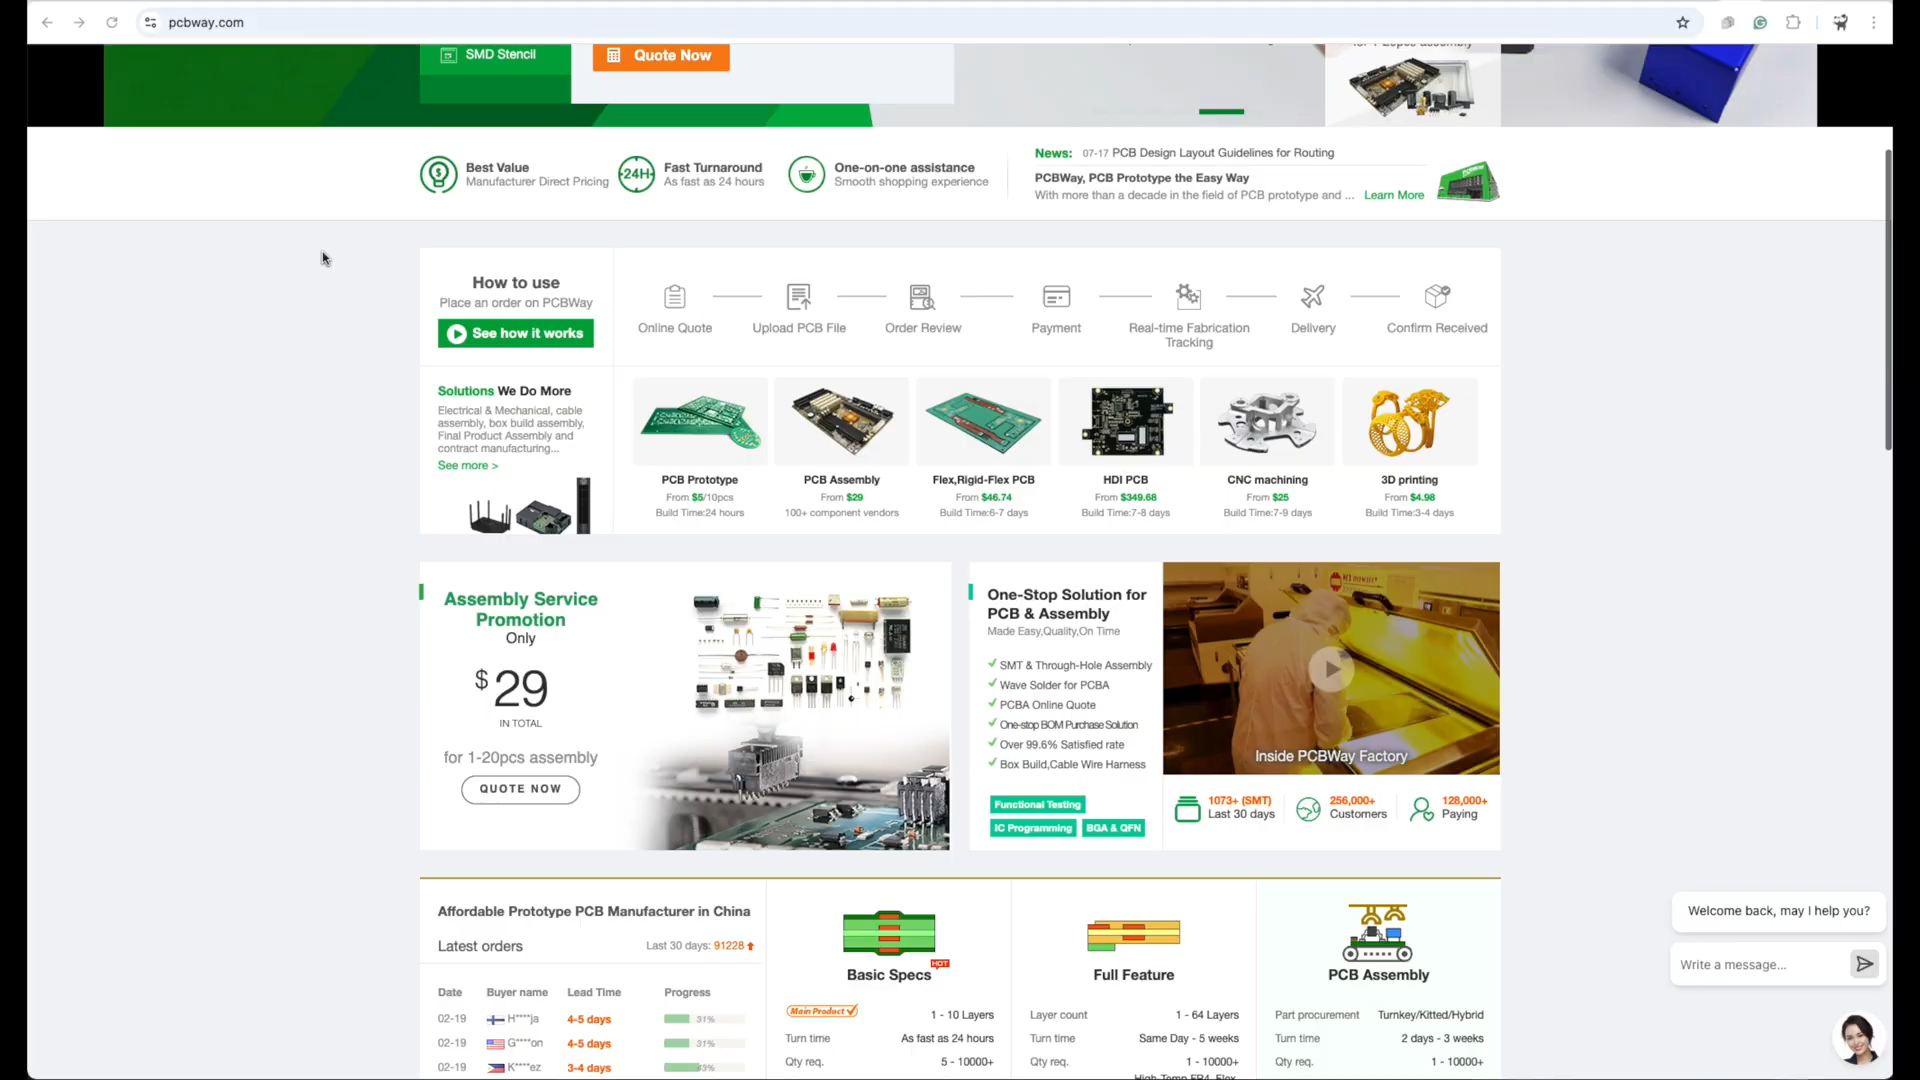 pcbway.com
SMD Stencil
Quote Now
Best Value
Manufacturer Direct Pricing
24H
Fast Turnaround
As fast as 24 hours
One-on-one assistance
Smooth shopping experience
News: 07-17 PCB Design Layout Guidelines for Routing
PCBWay, PCB Prototype the Easy Way
With more than a decade in the field of PCB prototype and ... Learn More
How to use
Place an order on PCBWay
See how it works
Online Quote
Upload PCB File
Order Review
Payment
Real-time Fabrication
Tracking
Delivery
Confirm Received
Solutions We Do More
Electrical & Mechanical, cable
assembly, box build assembly,
Final Product Assembly and
contract manufacturing...
See more >
PCB Prototype
From $5/10pcs
Build Time:24 hours
PCB Assembly
From $29
100+ component vendors
Flex,Rigid-Flex PCB
From $46.74
Build Time:6-7 days
HDI PCB
From $349.68
Build Time:7-8 days
CNC machining
From $25
Build Time:7-9 days
3D printing
From $4.98
Build Time:3-4 days
Assembly Service
Promotion
Only
$29
IN TOTAL
for 1-20pcs assembly
QUOTE NOW
One-Stop Solution for
PCB & Assembly
Made Easy,Quality,On Time
SMT & Through-Hole Assembly
Wave Solder for PCBA
PCBA Online Quote
One-stop BOM Purchase Solution
Over 99.6% Satisfied rate
Box Build,Cable Wire Harness
Functional Testing
IC Programming
BGA & QFN
Inside PCBWay Factory
1073+ (SMT)
Last 30 days
256,000+
Customers
128,000+
Paying
Affordable Prototype PCB Manufacturer in China
Latest orders
Last 30 days: 91228
Date Buyer name Lead Time Progress
02-19 H****ja 4-5 days 31%
02-19 G****on 4-5 days 31%
02-19 K****ez 3-4 days
HOT
Basic Specs
Main Product
1 - 10 Layers
Turn time As fast as 24 hours
Qty req. 5 - 10000+
Full Feature
Layer count 1 - 64 Layers
Turn time Same Day - 5 weeks
Qty req. 1 - 10000+
High-Temp FR4, Flex
PCB Assembly
Part procurement Turnkey/Kitted/Hybrid
Turn time 2 days - 3 weeks
Qty req. 1 - 10000+
Welcome back, may I help you?
Write a message...